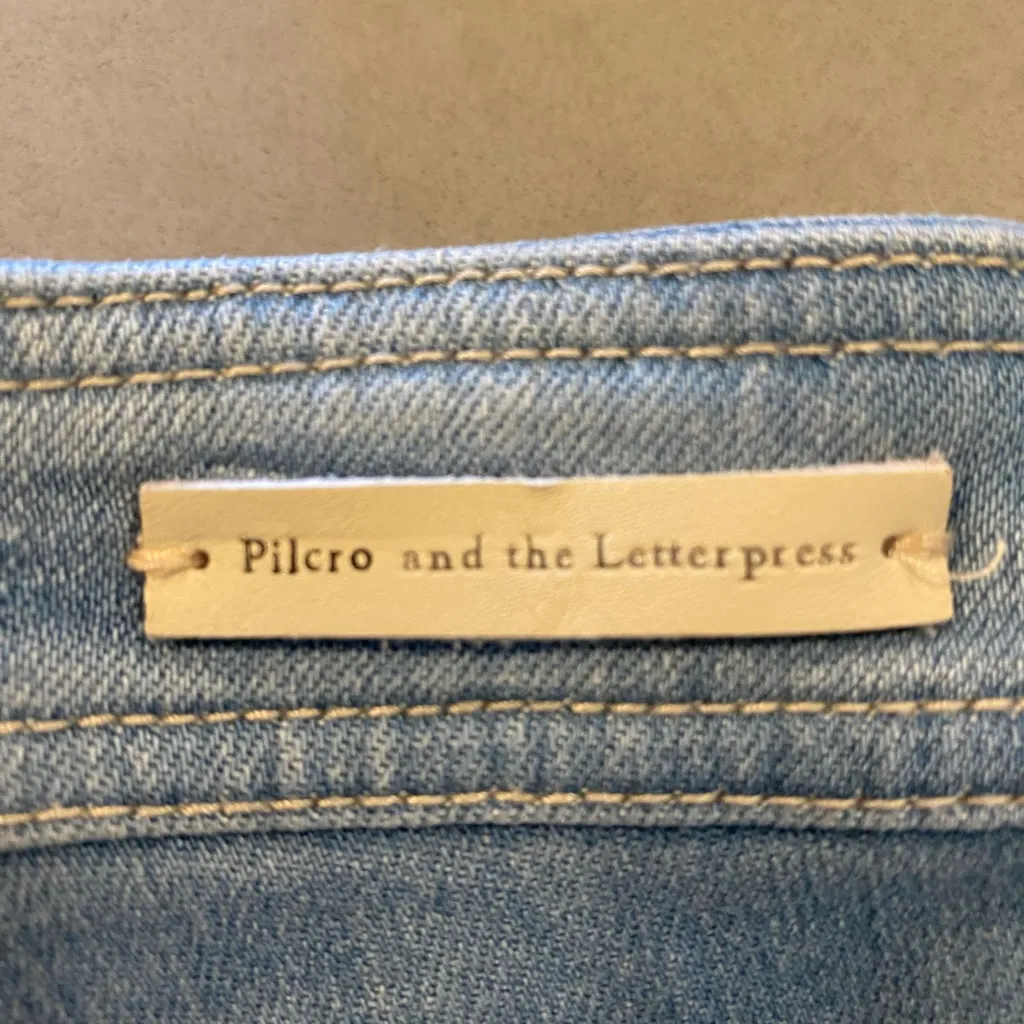 Pilcro and the Letterpress